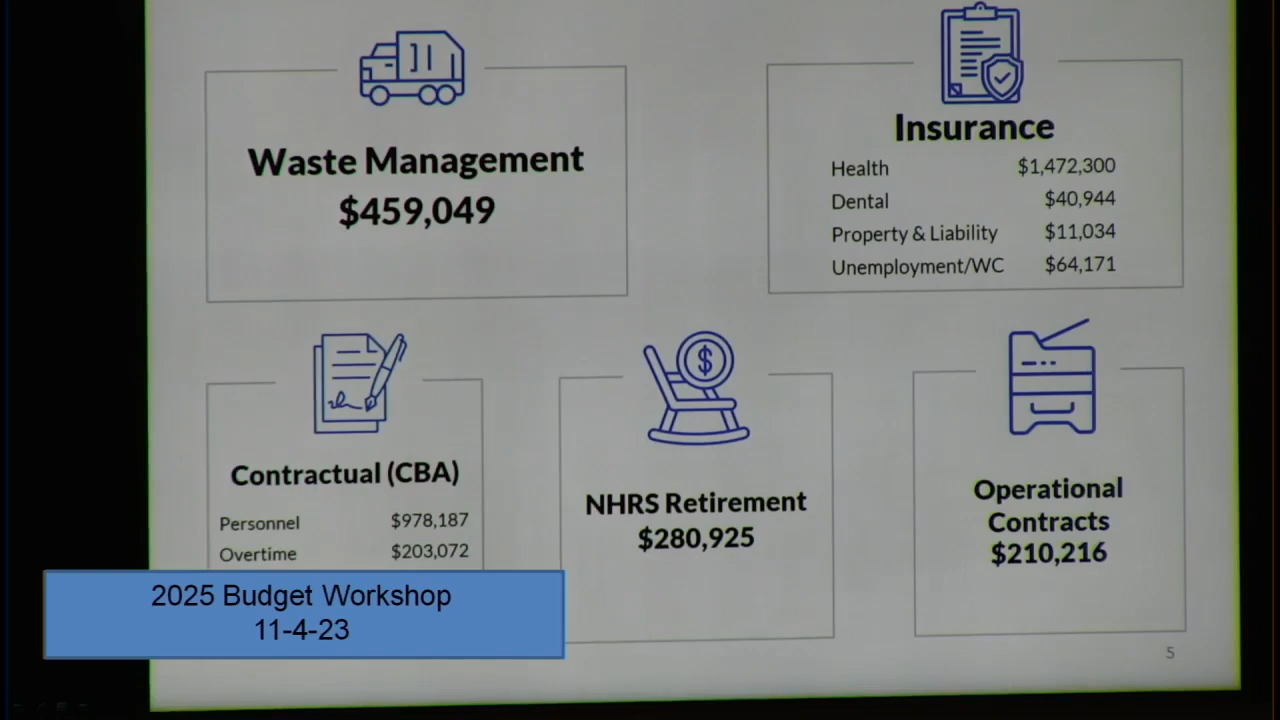 Waste Management
$459,049
Insurance
Health $1,472,300
Dental $40,944
Property & Liability $11,034
Unemployment/WC $64,171
Contractual (CBA)
Personnel $978,187
Overtime $203,072
NHRS Retirement
$280,925
Operational
Contracts
$210,216
2025 Budget Workshop
11-4-23
5